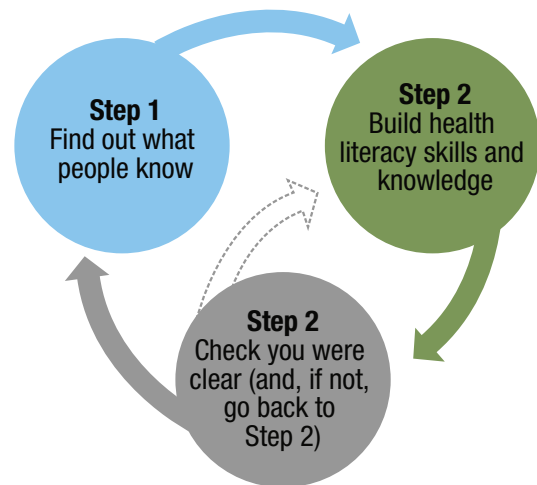 Step 1
Find out what
people know
Step 2
Build health
literacy skills and
knowledge
Step 2
Check you were
clear (and, if not,
go back to
Step 2)